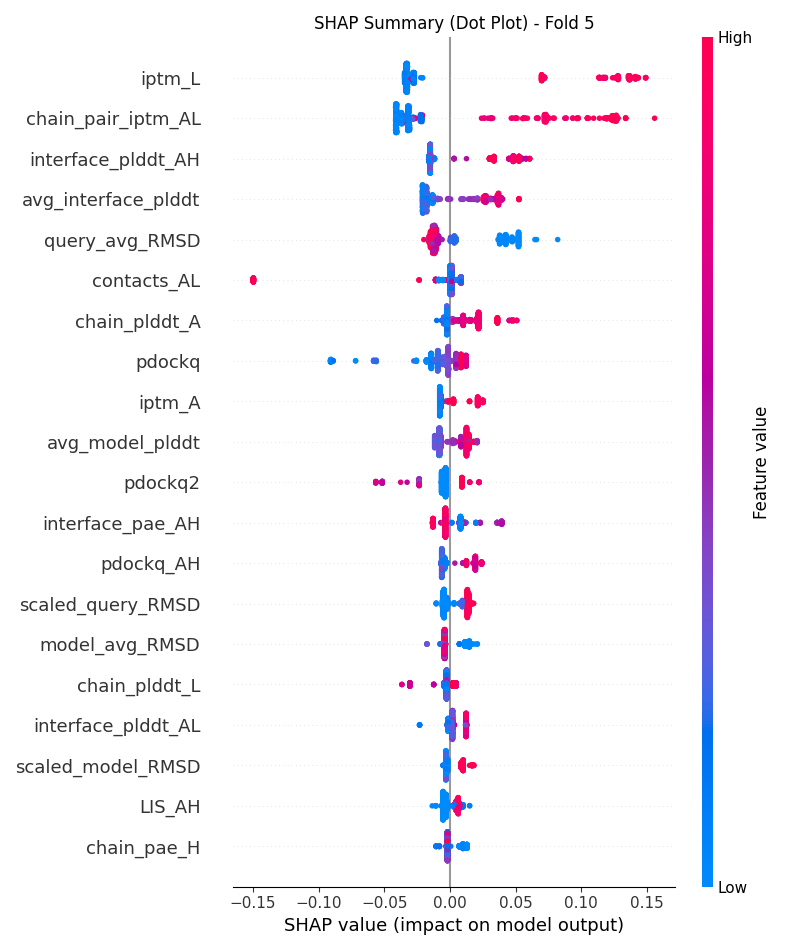 SHAP Summary (Dot Plot) - Fold 5
High
iptm_L
chain_pair_iptm_AL
interface_plddt_AH
avg_interface_plddt
query_avg_RMSD
contacts_AL
chain_plddt_A
pdockq
iptm_A
avg_model_plddt
pdockq2
interface_pae_AH
pdockq_AH
scaled_query_RMSD
model_avg_RMSD
chain_plddt_L
interface_plddt_AL
scaled_model_RMSD
LIS_AH
chain_pae_H
Feature value
Low
−0.15 −0.10 −0.05 0.00 0.05 0.10 0.15
SHAP value (impact on model output)